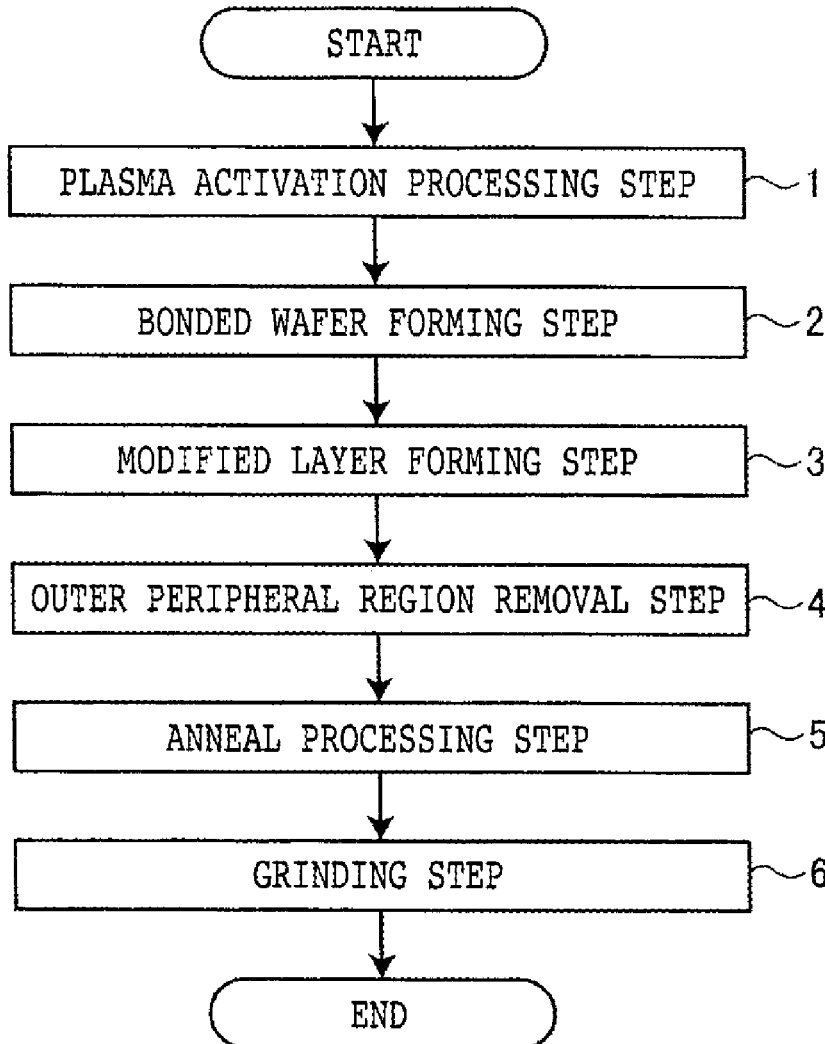 START
PLASMA ACTIVATION PROCESSING STEP 1
BONDED WAFER FORMING STEP 2
MODIFIED LAYER FORMING STEP 3
OUTER PERIPHERAL REGION REMOVAL STEP 4
ANNEAL PROCESSING STEP 5
GRINDING STEP 6
END